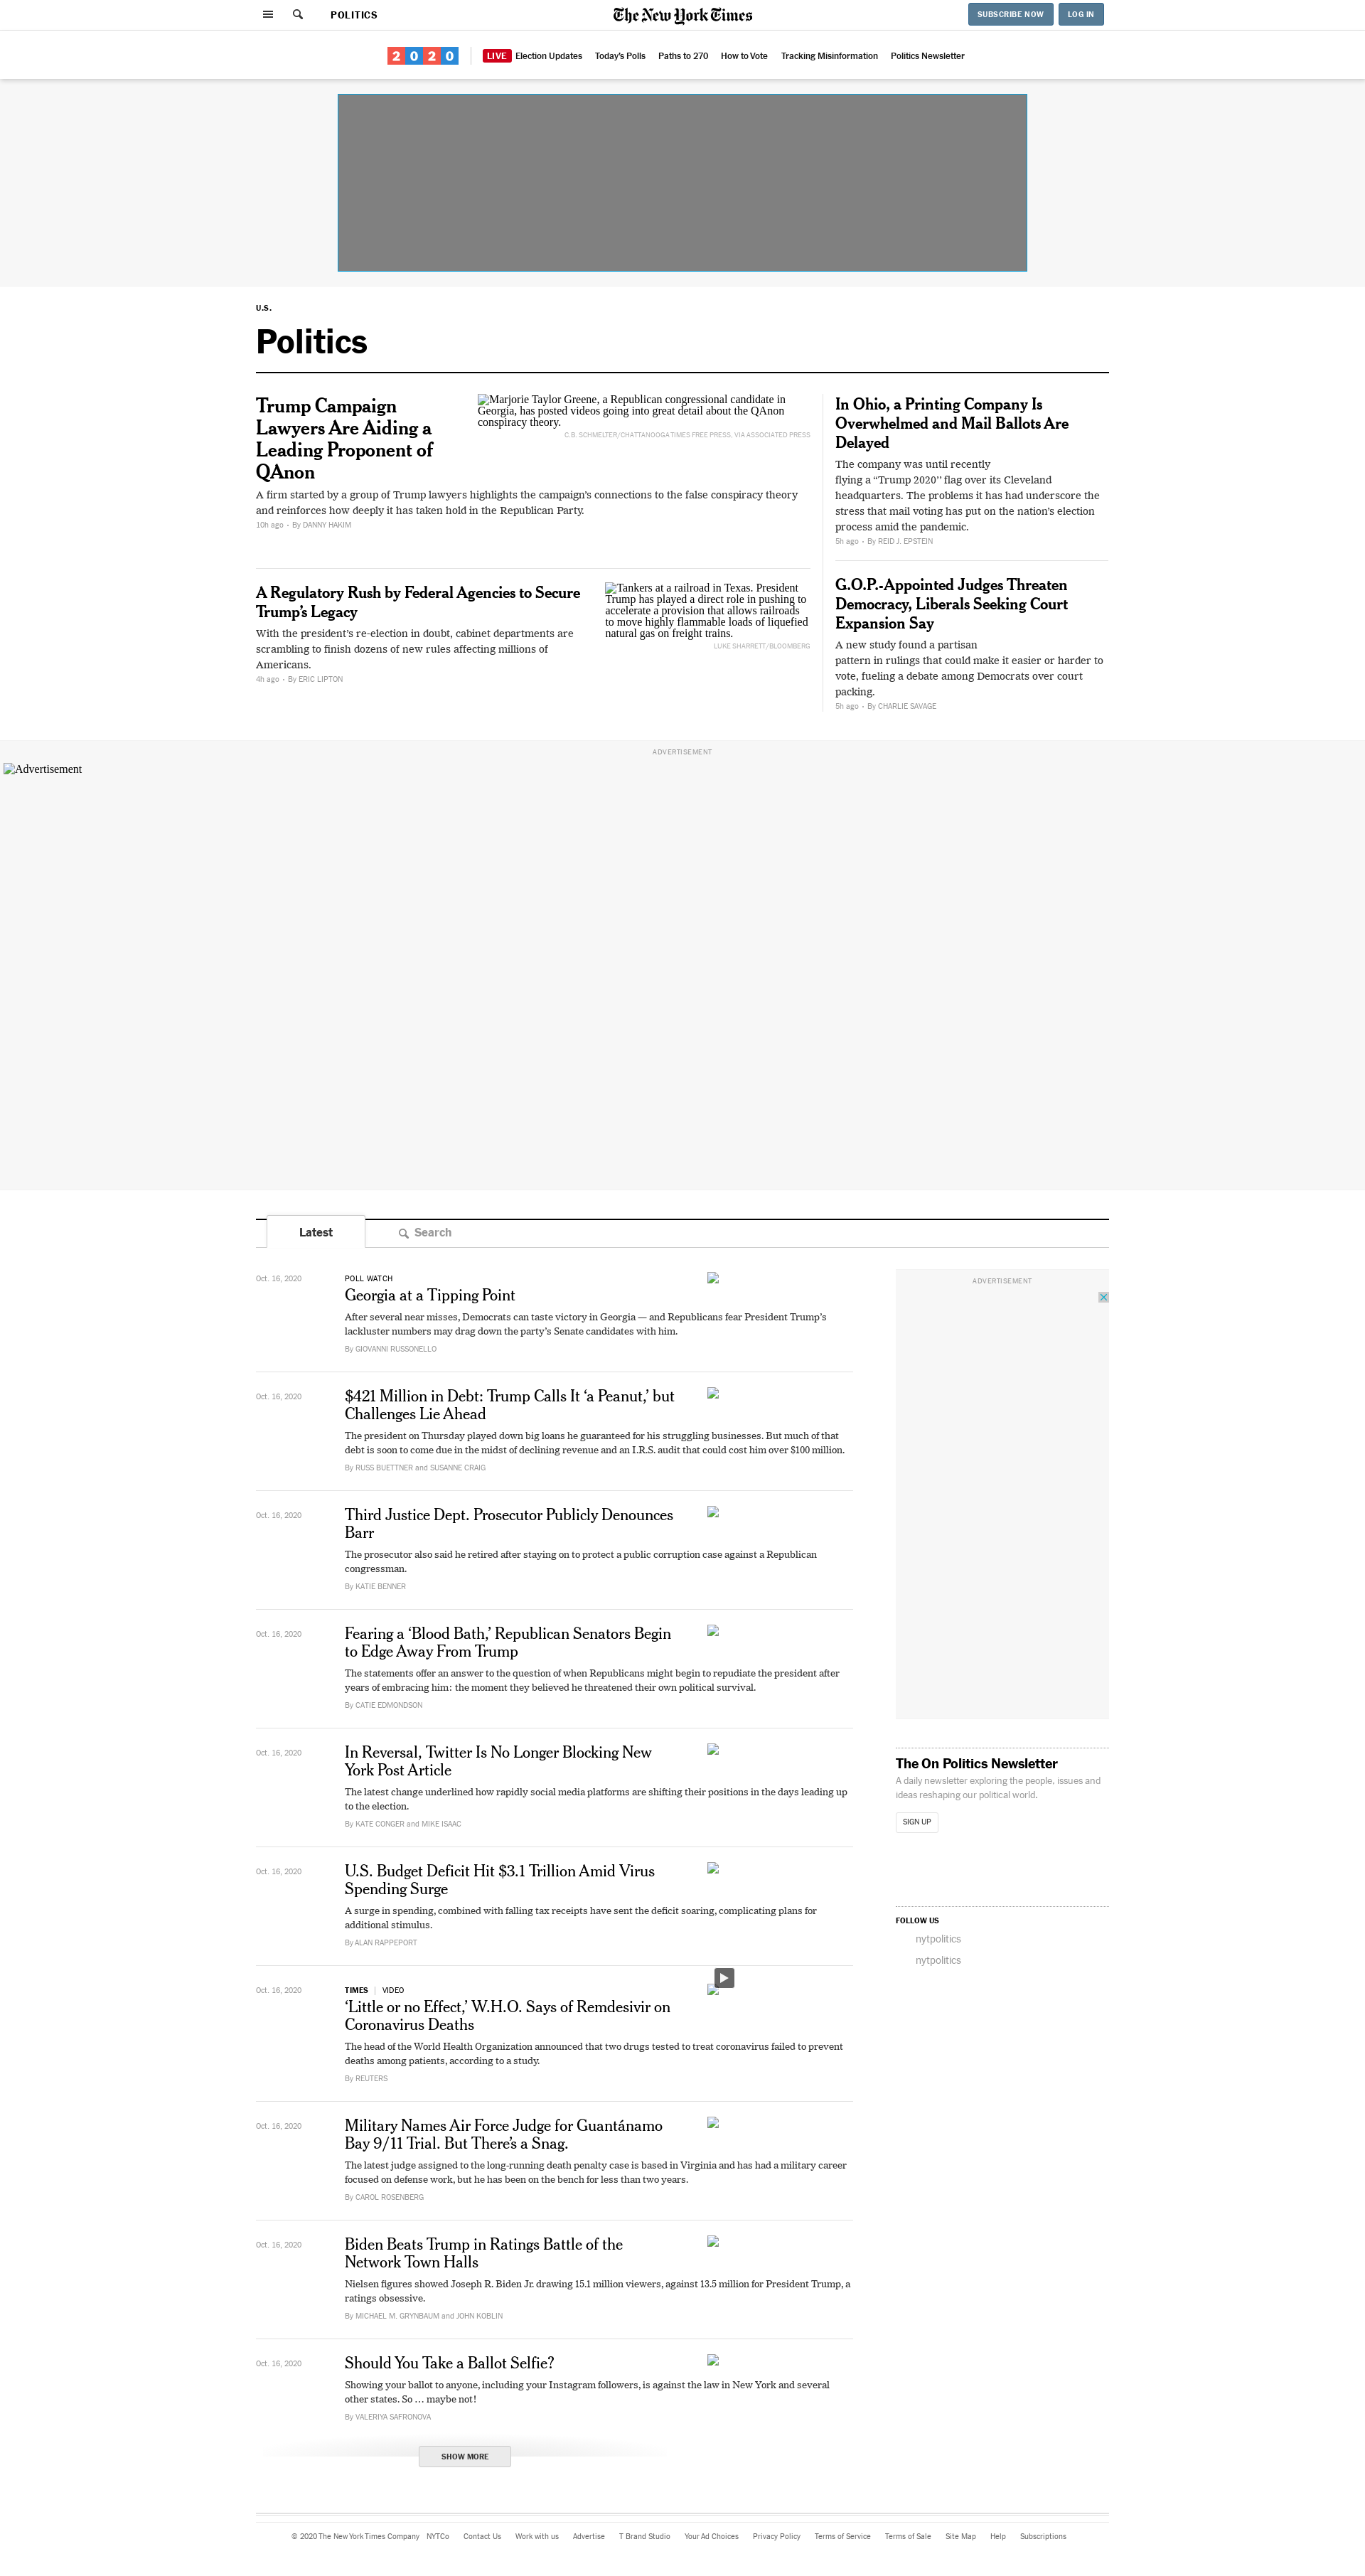 POLITICS
The New York Times
SUBSCRIBE NOW
LOG IN
2020
LIVE Election Updates
Today's Polls
Paths to 270
How to Vote
Tracking Misinformation
Politics Newsletter
U.S.
Politics
Trump Campaign
Lawyers Are Aiding a
Leading Proponent of
QAnon
Marjorie Taylor Greene, a Republican congressional candidate in
Georgia, has posted videos going into great detail about the QAnon
conspiracy theory.
C.B. SCHMELTER/CHATTANOOGA TIMES FREE PRESS, VIA ASSOCIATED PRESS
A firm started by a group of Trump lawyers highlights the campaign's connections to the false conspiracy theory
and reinforces how deeply it has taken hold in the Republican Party.
10h ago • By DANNY HAKIM
A Regulatory Rush by Federal Agencies to Secure
Trump's Legacy
With the president's re-election in doubt, cabinet departments are
scrambling to finish dozens of new rules affecting millions of
Americans.
4h ago • By ERIC LIPTON
Tankers at a railroad in Texas. President
Trump has played a direct role in pushing to
accelerate a provision that allows railroads
to move highly flammable loads of liquefied
natural gas on freight trains.
LUKE SHARRETT/BLOOMBERG
In Ohio, a Printing Company Is
Overwhelmed and Mail Ballots Are
Delayed
The company was until recently
flying a “Trump 2020’’ flag over its Cleveland
headquarters. The problems it has had underscore the
stress that mail voting has put on the nation's election
process amid the pandemic.
5h ago • By REID J. EPSTEIN
G.O.P.-Appointed Judges Threaten
Democracy, Liberals Seeking Court
Expansion Say
A new study found a partisan
pattern in rulings that could make it easier or harder to
vote, fueling a debate among Democrats over court
packing.
5h ago • By CHARLIE SAVAGE
ADVERTISEMENT
Advertisement
Latest
Search
Oct. 16, 2020
POLL WATCH
Georgia at a Tipping Point
After several near misses, Democrats can taste victory in Georgia — and Republicans fear President Trump's
lackluster numbers may drag down the party's Senate candidates with him.
By GIOVANNI RUSSONELLO
Oct. 16, 2020
$421 Million in Debt: Trump Calls It ‘a Peanut,’ but
Challenges Lie Ahead
The president on Thursday played down big loans he guaranteed for his struggling businesses. But much of that
debt is soon to come due in the midst of declining revenue and an I.R.S. audit that could cost him over $100 million.
By RUSS BUETTNER and SUSANNE CRAIG
Oct. 16, 2020
Third Justice Dept. Prosecutor Publicly Denounces
Barr
The prosecutor also said he retired after staying on to protect a public corruption case against a Republican
congressman.
By KATIE BENNER
Oct. 16, 2020
Fearing a ‘Blood Bath,’ Republican Senators Begin
to Edge Away From Trump
The statements offer an answer to the question of when Republicans might begin to repudiate the president after
years of embracing him: the moment they believed he threatened their own political survival.
By CATIE EDMONDSON
Oct. 16, 2020
In Reversal, Twitter Is No Longer Blocking New
York Post Article
The latest change underlined how rapidly social media platforms are shifting their positions in the days leading up
to the election.
By KATE CONGER and MIKE ISAAC
Oct. 16, 2020
U.S. Budget Deficit Hit $3.1 Trillion Amid Virus
Spending Surge
A surge in spending, combined with falling tax receipts have sent the deficit soaring, complicating plans for
additional stimulus.
By ALAN RAPPEPORT
Oct. 16, 2020
TIMES | VIDEO
‘Little or no Effect,’ W.H.O. Says of Remdesivir on
Coronavirus Deaths
The head of the World Health Organization announced that two drugs tested to treat coronavirus failed to prevent
deaths among patients, according to a study.
By REUTERS
Oct. 16, 2020
Military Names Air Force Judge for Guantánamo
Bay 9/11 Trial. But There's a Snag.
The latest judge assigned to the long-running death penalty case is based in Virginia and has had a military career
focused on defense work, but he has been on the bench for less than two years.
By CAROL ROSENBERG
Oct. 16, 2020
Biden Beats Trump in Ratings Battle of the
Network Town Halls
Nielsen figures showed Joseph R. Biden Jr. drawing 15.1 million viewers, against 13.5 million for President Trump, a
ratings obsessive.
By MICHAEL M. GRYNBAUM and JOHN KOBLIN
Oct. 16, 2020
Should You Take a Ballot Selfie?
Showing your ballot to anyone, including your Instagram followers, is against the law in New York and several
other states. So … maybe not!
By VALERIYA SAFRONOVA
SHOW MORE
ADVERTISEMENT
The On Politics Newsletter
A daily newsletter exploring the people, issues and
ideas reshaping our political world.
SIGN UP
FOLLOW US
nytpolitics
nytpolitics
© 2020 The New York Times Company
NYTCo
Contact Us
Work with us
Advertise
T Brand Studio
Your Ad Choices
Privacy Policy
Terms of Service
Terms of Sale
Site Map
Help
Subscriptions